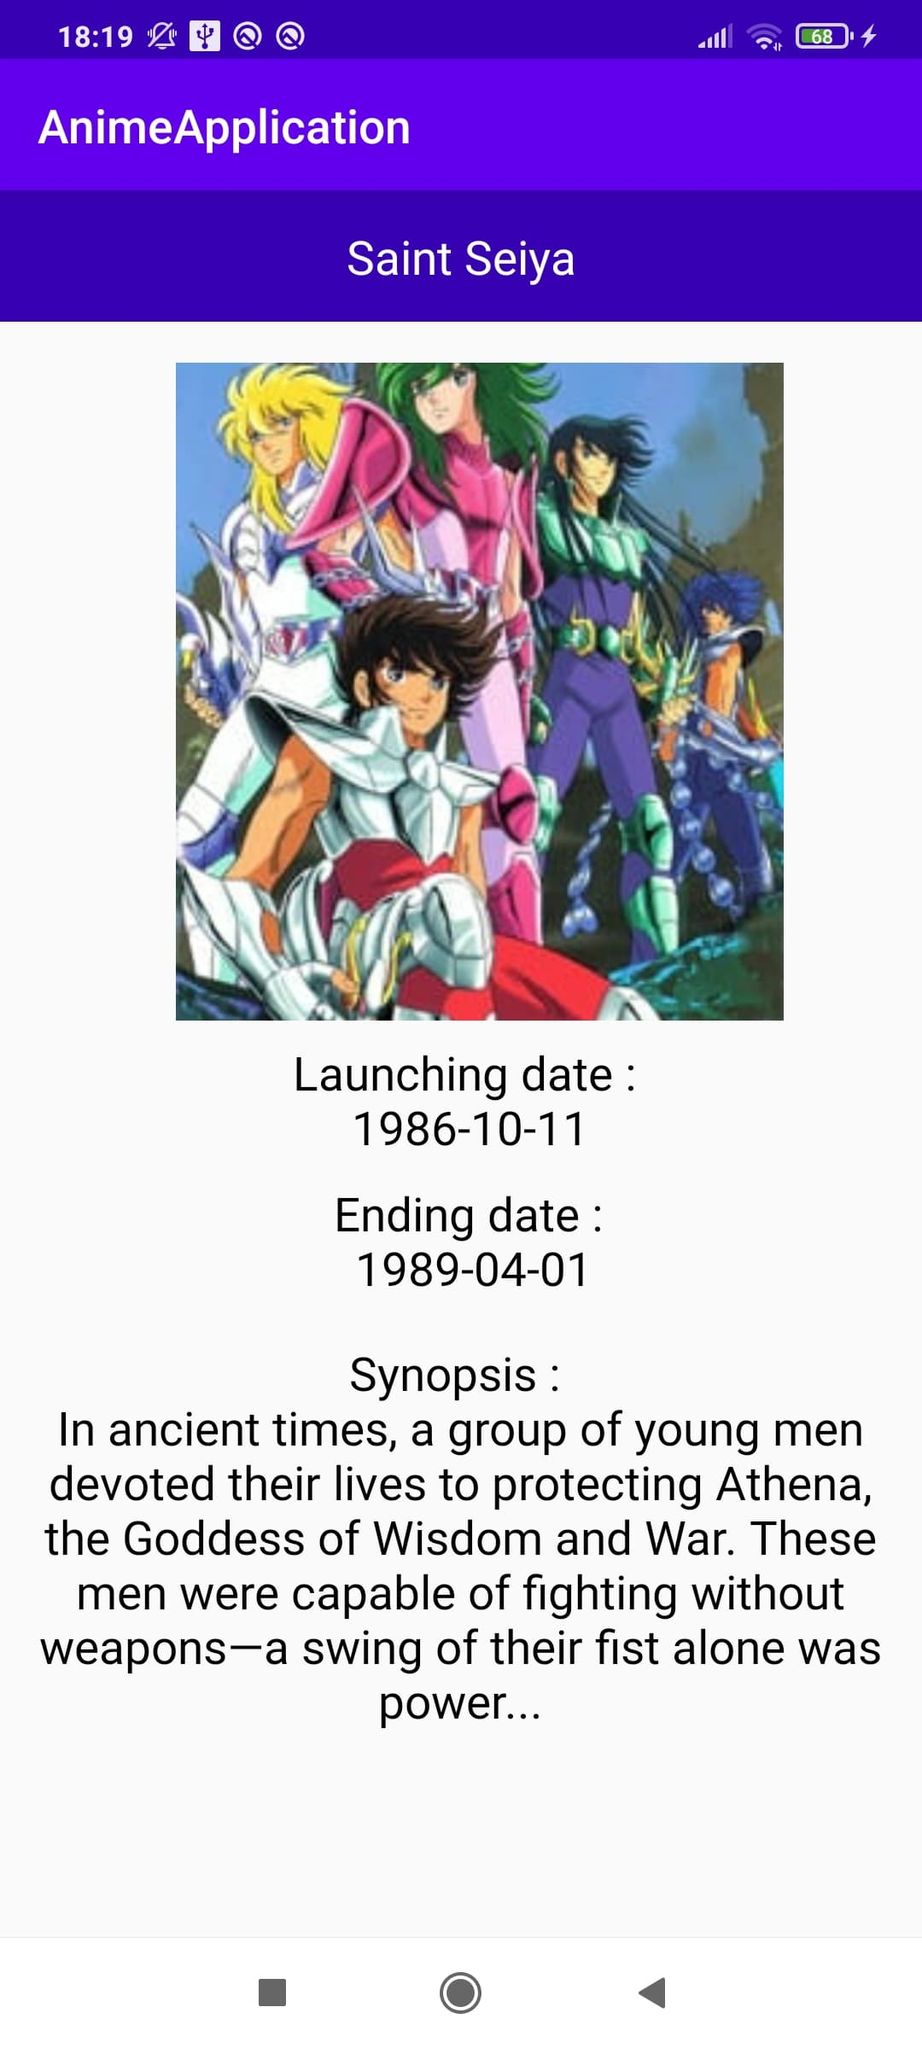 18:19
68
AnimeApplication
Saint Seiya
Launching date :
1986-10-11
Ending date :
1989-04-01
Synopsis :
In ancient times, a group of young men
devoted their lives to protecting Athena,
the Goddess of Wisdom and War. These
men were capable of fighting without
weapons—a swing of their fist alone was
power...